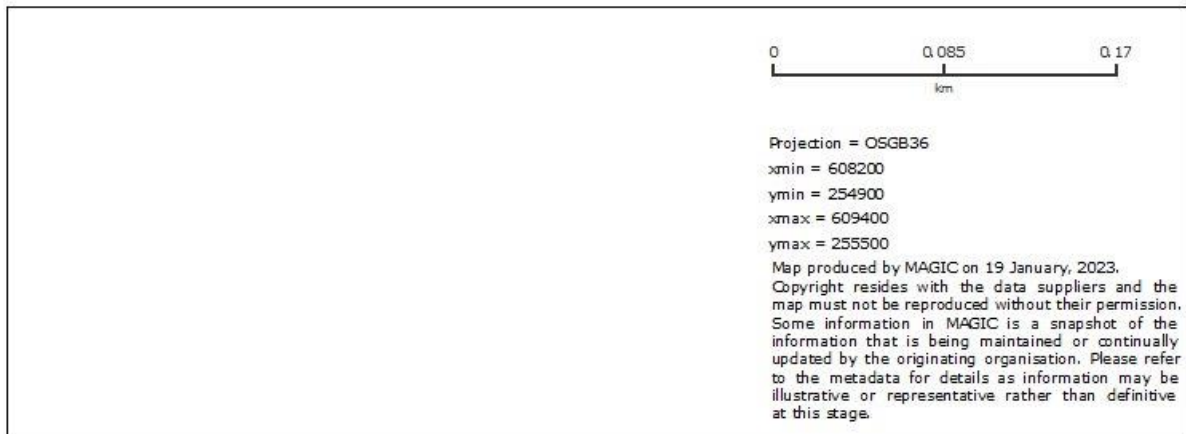 0 0.085 0.17
km
Projection = OSGB36
xmin = 608200
ymin = 254900
xmax = 609400
ymax = 255500
Map produced by MAGIC on 19 January, 2023.
Copyright resides with the data suppliers and the
map must not be reproduced without their permission.
Some information in MAGIC is a snapshot of the
information that is being maintained or continually
updated by the originating organisation. Please refer
to the metadata for details as information may be
illustrative or representative rather than definitive
at this stage.